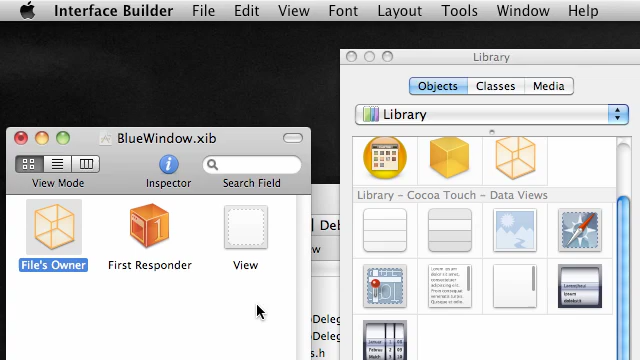 Interface Builder File Edit View Font Layout Tools Window Help
Library
Objects Classes Media
Library
BlueWindow.xib
View Mode Inspector Search Field
Library – Cocoa Touch – Data Views
File's Owner First Responder View
Deb